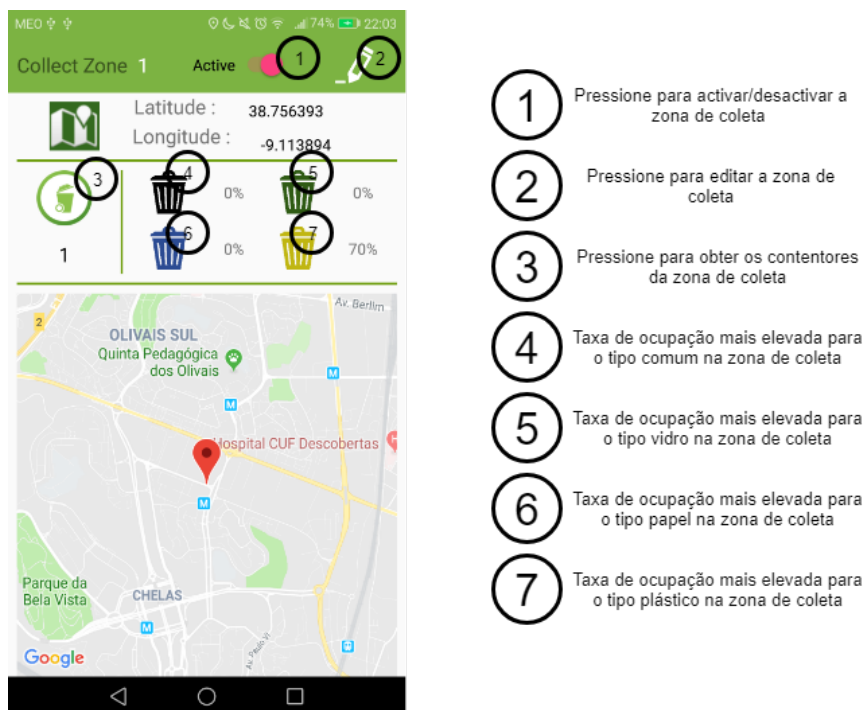 MEO 74% 22:03
Collect Zone 1 Active 1 2
Latitude : 38.756393
Longitude : -9.113894
3 4 0% 5 0%
1 6 0% 7 70%
Av. Berlim
2
OLIVAIS SUL
Quinta Pedagógica
dos Olivais
M
M
Hospital CUF Descobertas H
M
Parque da
Bela Vista
CHELAS
M
Av. Paulo VI
Google
1 Pressione para activar/desactivar a
zona de coleta
2 Pressione para editar a zona de
coleta
3 Pressione para obter os contentores
da zona de coleta
4 Taxa de ocupação mais elevada para
o tipo comum na zona de coleta
5 Taxa de ocupação mais elevada para
o tipo vidro na zona de coleta
6 Taxa de ocupação mais elevada para
o tipo papel na zona de coleta
7 Taxa de ocupação mais elevada para
o tipo plástico na zona de coleta